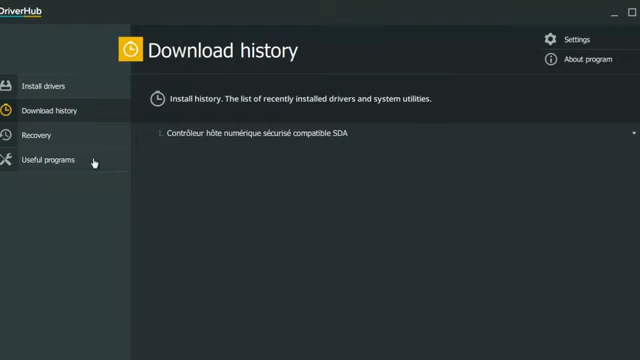 DriverHub
Download history
Settings
About program
Install drivers
Download history
Recovery
Useful programs
Install history. The list of recently installed drivers and system utilities.
1. Contrôleur hôte numérique sécurisé compatible SDA